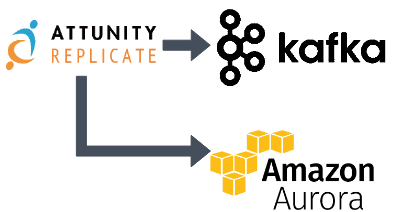 ATTUNITY
REPLICATE
kafka
Amazon
Aurora